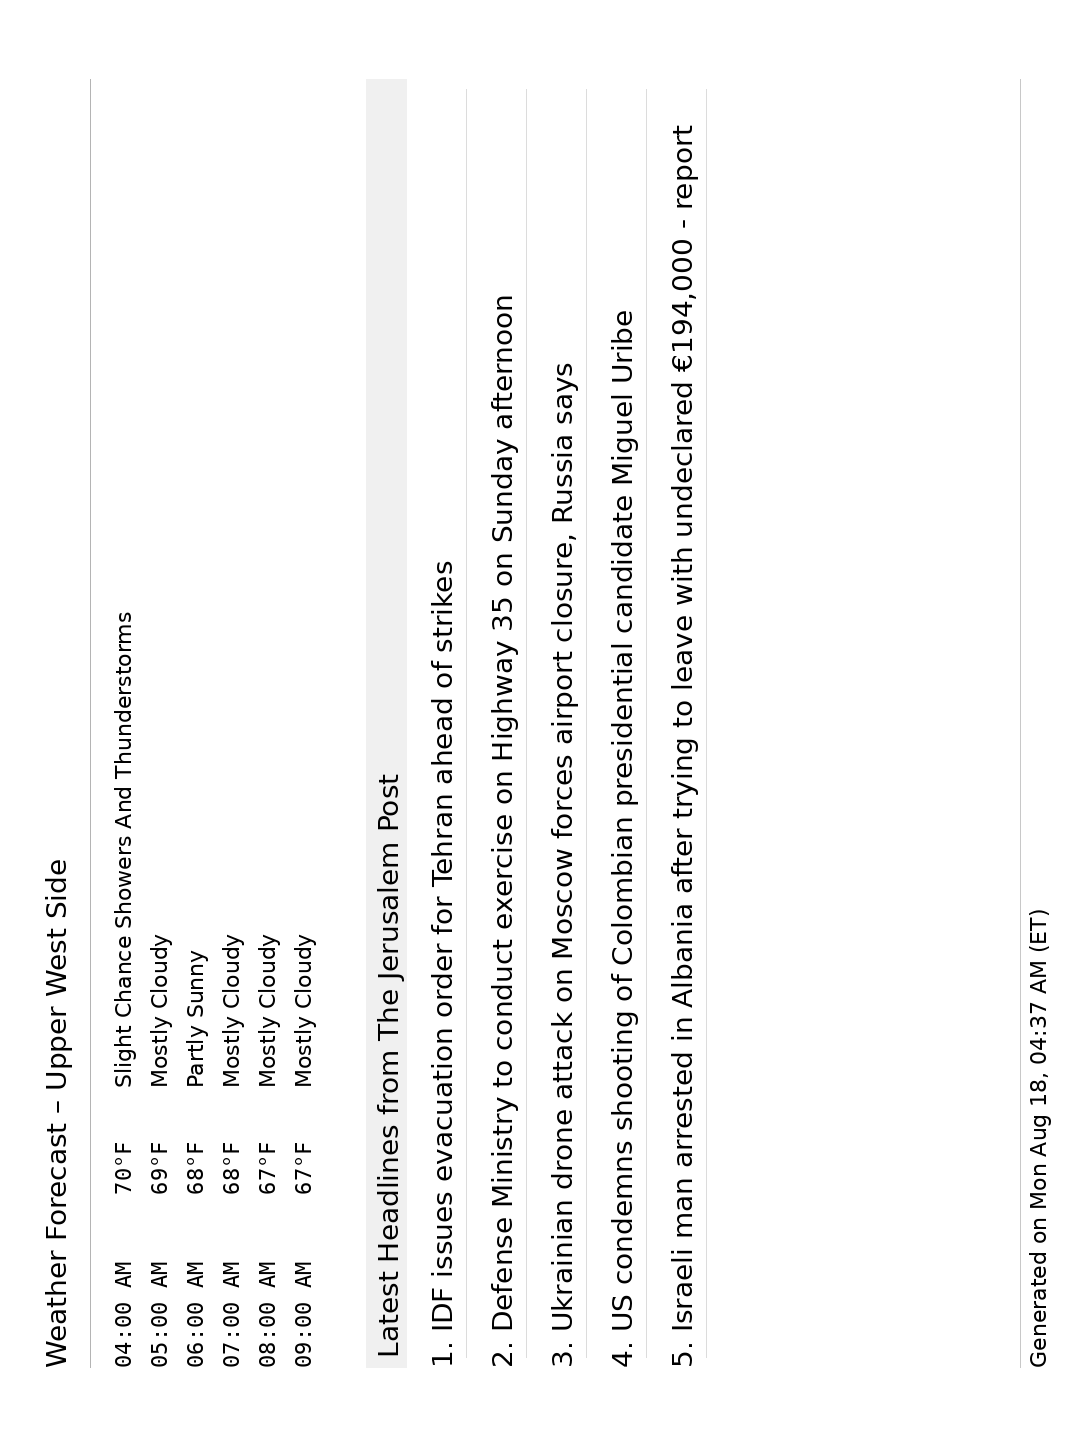 Weather Forecast – Upper West Side
04:00 AM 70°F Slight Chance Showers And Thunderstorms
05:00 AM 69°F Mostly Cloudy
06:00 AM 68°F Partly Sunny
07:00 AM 68°F Mostly Cloudy
08:00 AM 67°F Mostly Cloudy
09:00 AM 67°F Mostly Cloudy
Latest Headlines from The Jerusalem Post
1. IDF issues evacuation order for Tehran ahead of strikes
2. Defense Ministry to conduct exercise on Highway 35 on Sunday afternoon
3. Ukrainian drone attack on Moscow forces airport closure, Russia says
4. US condemns shooting of Colombian presidential candidate Miguel Uribe
5. Israeli man arrested in Albania after trying to leave with undeclared €194,000 - report
Generated on Mon Aug 18, 04:37 AM (ET)